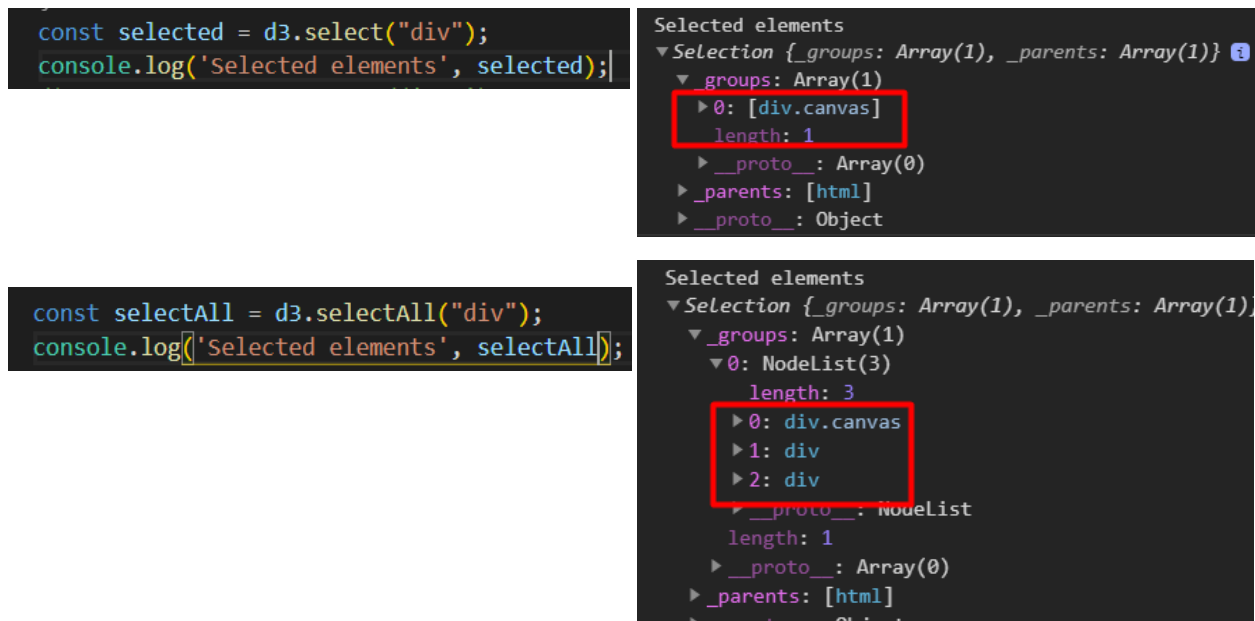 const selected = d3.select("div");
console.log('Selected elements', selected);
Selected elements
▼Selection {_groups: Array(1), _parents: Array(1)} i
▼_groups: Array(1)
▶0: [div.canvas]
length: 1
▶__proto__: Array(0)
▶_parents: [html]
▶__proto__: Object
const selectAll = d3.selectAll("div");
console.log('Selected elements', selectAll);
Selected elements
▼Selection {_groups: Array(1), _parents: Array(1)}
▼_groups: Array(1)
▼0: NodeList(3)
length: 3
▶0: div.canvas
▶1: div
▶2: div
▶__proto__: NodeList
length: 1
▶__proto__: Array(0)
▶_parents: [html]